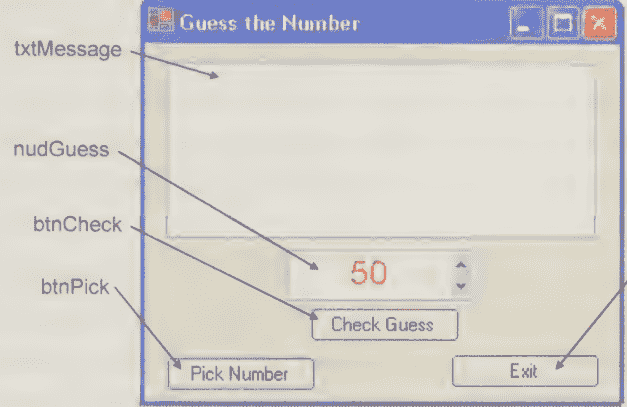 Guess the Number
txtMessage
nudGuess
btnCheck
50
btnPick
Check Guess
Pick Number
Exit